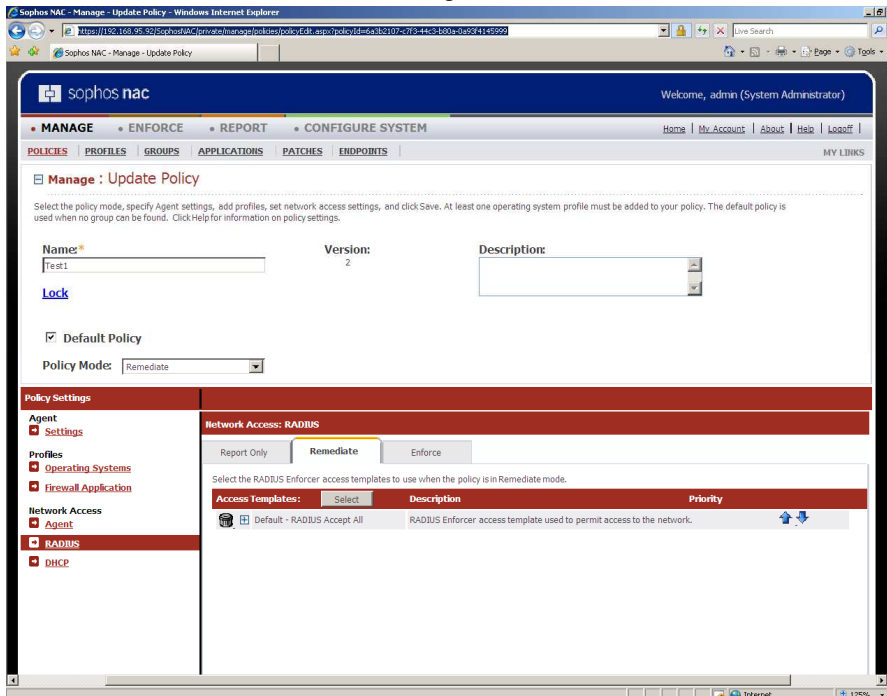 Sophos NAC - Manage - Update Policy - Windows Internet Explorer
https://192.168.95.92/SophosNAC/private/manage/policies/policyEdit.aspx?policyId=6a3b2107-c7f3-44c3-b80a-0a93f4145999
Live Search
Sophos NAC - Manage - Update Policy
Page Tools
sophos nac
Welcome, admin (System Administrator)
• MANAGE • ENFORCE • REPORT • CONFIGURE SYSTEM
Home | My Account | About | Help | Logoff |
POLICIES | PROFILES | GROUPS | APPLICATIONS | PATCHES | ENDPOINTS |
MY LINKS
Manage : Update Policy
Select the policy mode, specify Agent settings, add profiles, set network access settings, and click Save. At least one operating system profile must be added to your policy. The default policy is
used when no group can be found. Click Help for information on policy settings.
Name:*
Version:
Description:
Test1
2
Lock
Default Policy
Policy Mode: Remediate
Policy Settings
Agent
Settings
Profiles
Operating Systems
Firewall Application
Network Access
Agent
RADIUS
DHCP
Network Access: RADIUS
Report Only
Remediate
Enforce
Select the RADIUS Enforcer access templates to use when the policy is in Remediate mode.
Access Templates: Select Description Priority
Default - RADIUS Accept All RADIUS Enforcer access template used to permit access to the network.
Internet 125%